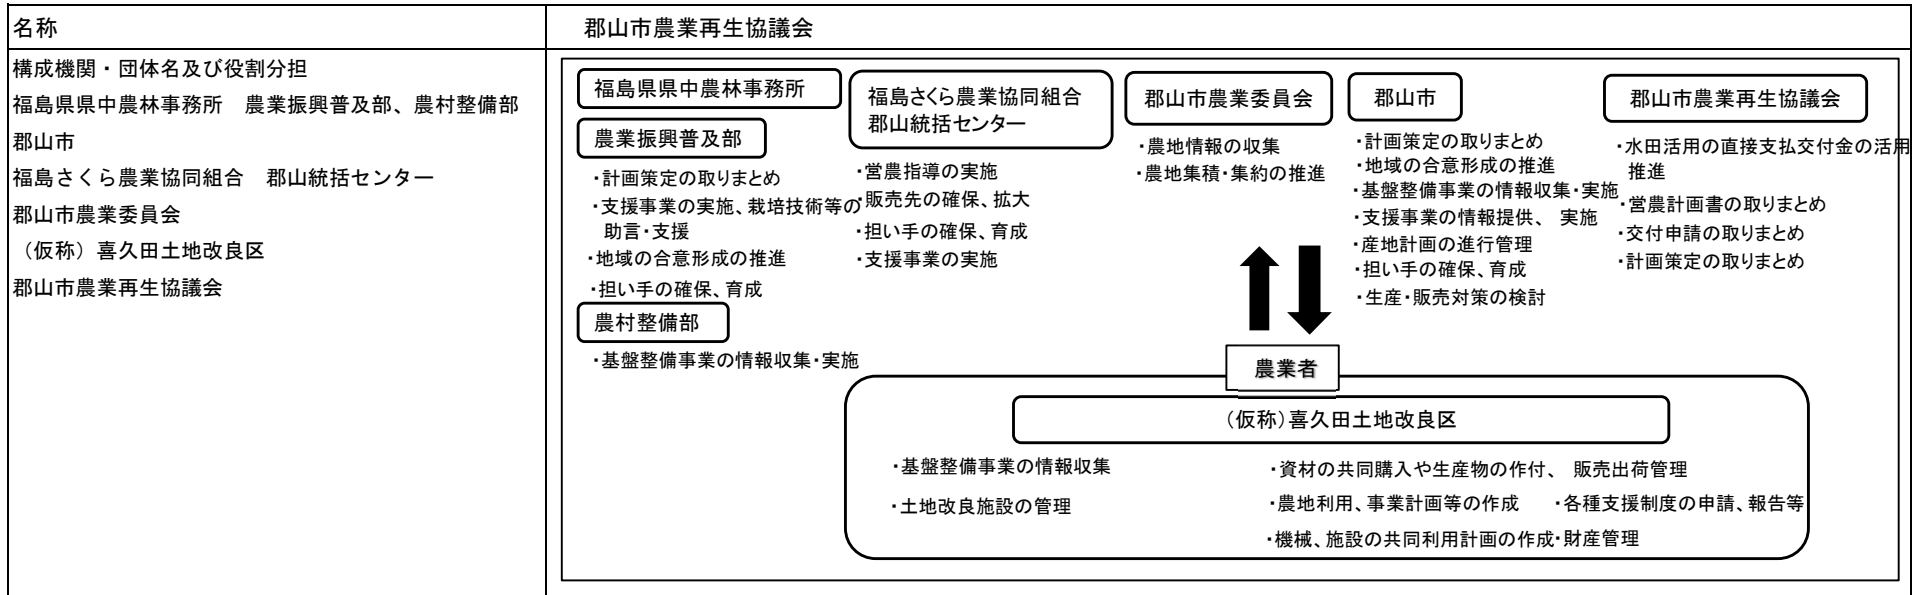 名称
郡山市農業再生協議会
構成機関・団体名及び役割分担
福島県県中農林事務所　農業振興普及部、農村整備部
郡山市
福島さくら農業協同組合　郡山統括センター
郡山市農業委員会
（仮称）喜久田土地改良区
郡山市農業再生協議会
福島県県中農林事務所
農業振興普及部
・計画策定の取りまとめ
・支援事業の実施、栽培技術等の
助言・支援
・地域の合意形成の推進
・担い手の確保、育成
農村整備部
・基盤整備事業の情報収集・実施
福島さくら農業協同組合
郡山統括センター
・営農指導の実施
・販売先の確保、拡大
・担い手の確保、育成
・支援事業の実施
郡山市農業委員会
・農地情報の収集
・農地集積・集約の推進
郡山市
・計画策定の取りまとめ
・地域の合意形成の推進
・基盤整備事業の情報収集・実施
・支援事業の情報提供、 実施
・産地計画の進行管理
・担い手の確保、育成
・生産・販売対策の検討
郡山市農業再生協議会
・水田活用の直接支払交付金の活用
推進
・営農計画書の取りまとめ
・交付申請の取りまとめ
・計画策定の取りまとめ
農業者
（仮称）喜久田土地改良区
・基盤整備事業の情報収集
・土地改良施設の管理
・資材の共同購入や生産物の作付、 販売出荷管理
・農地利用、事業計画等の作成　・各種支援制度の申請、報告等
・機械、施設の共同利用計画の作成・財産管理